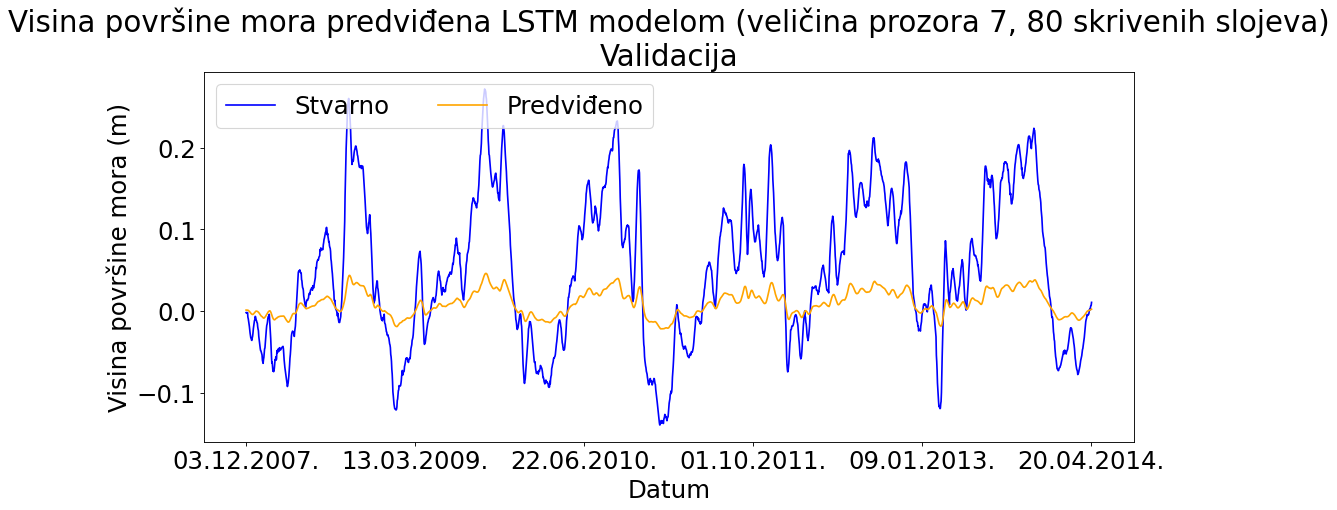 Visina površine mora predviđena LSTM modelom (veličina prozora 7, 80 skrivenih slojeva)
Validacija
Stvarno
Predviđeno
Visina površine mora (m)
0.2
0.1
0.0
−0.1
03.12.2007.
13.03.2009.
22.06.2010.
01.10.2011.
09.01.2013.
20.04.2014.
Datum